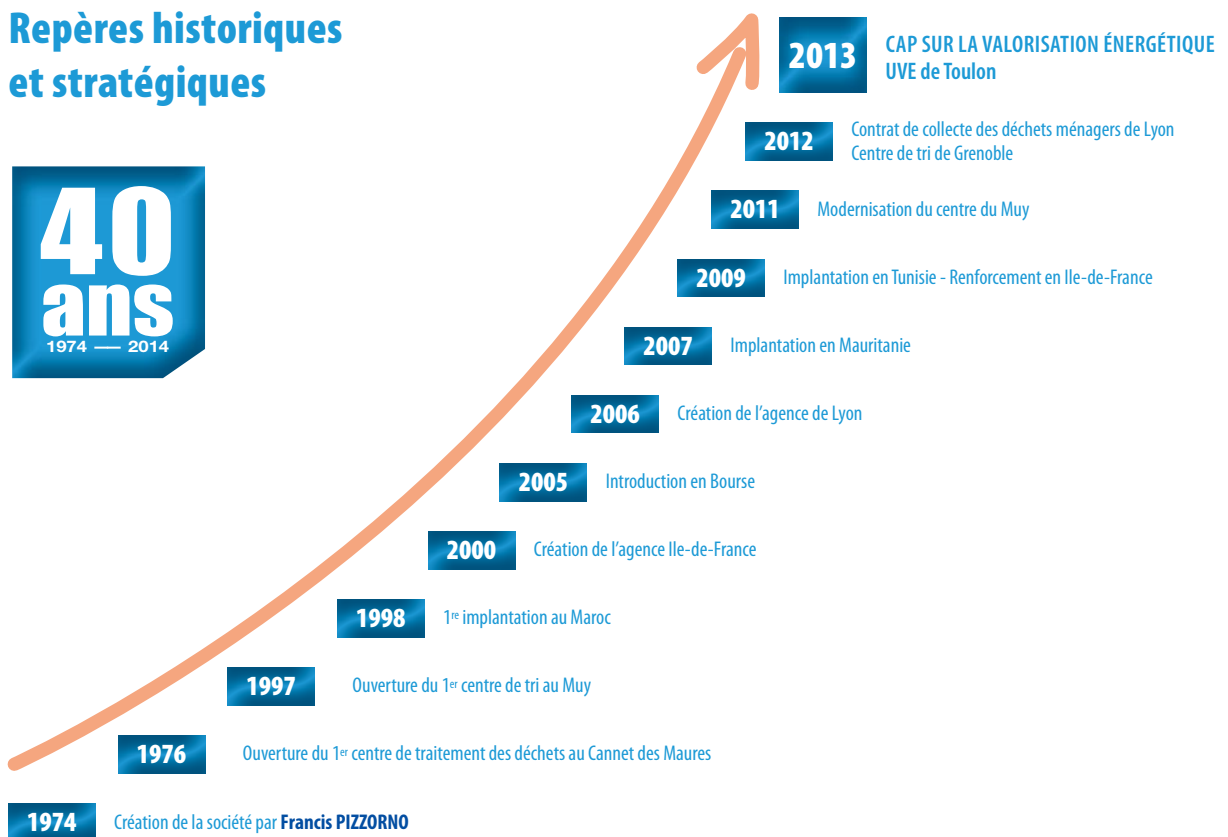 Repères historiques
et stratégiques
40
ans
1974 — 2014
2013
CAP SUR LA VALORISATION ÉNERGÉTIQUE
UVE de Toulon
2012
Contrat de collecte des déchets ménagers de Lyon
Centre de tri de Grenoble
2011 Modernisation du centre du Muy
2009 Implantation en Tunisie - Renforcement en Ile-de-France
2007 Implantation en Mauritanie
2006 Création de l'agence de Lyon
2005 Introduction en Bourse
2000 Création de l'agence Ile-de-France
1998 1re implantation au Maroc
1997 Ouverture du 1er centre de tri au Muy
1976 Ouverture du 1er centre de traitement des déchets au Cannet des Maures
1974 Création de la société par Francis PIZZORNO